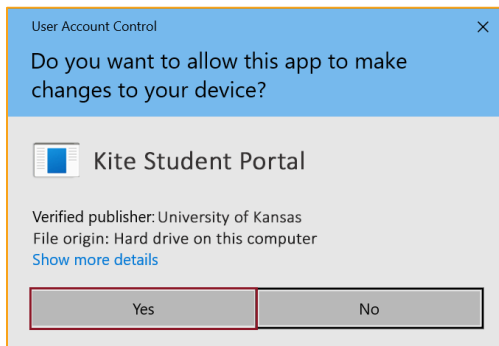 User Account Control
Do you want to allow this app to make
changes to your device?
Kite Student Portal
Verified publisher: University of Kansas
File origin: Hard drive on this computer
Show more details
Yes
No